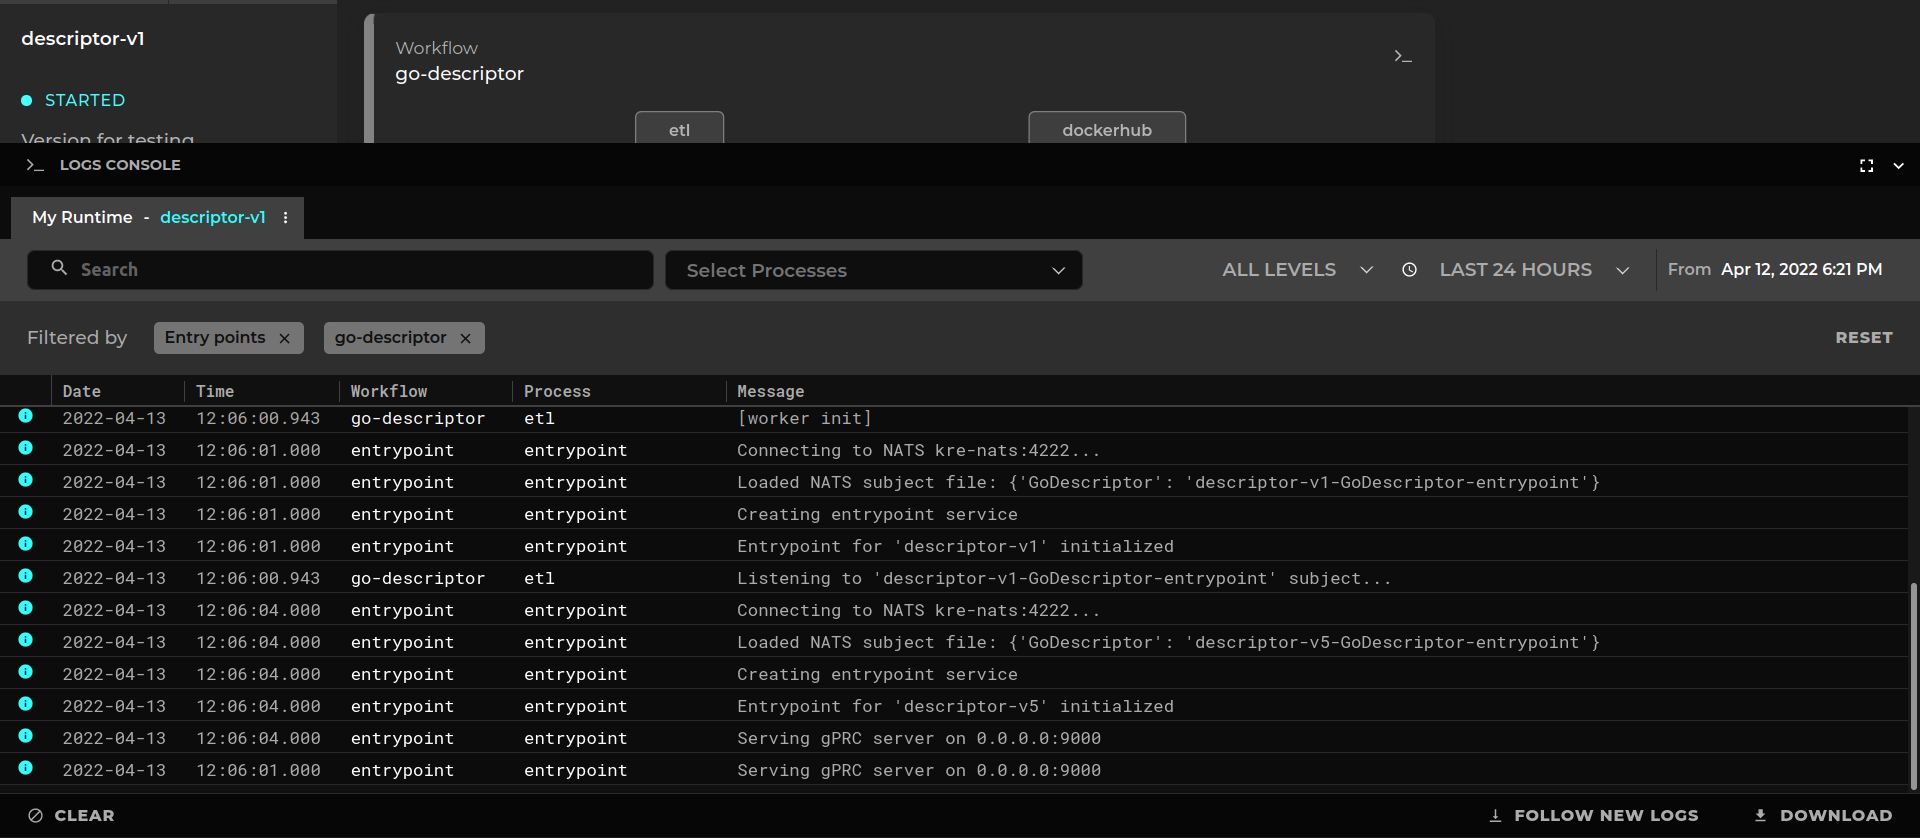 descriptor-v1
STARTED
Version for testing
Workflow
go-descriptor
etl
dockerhub
LOGS CONSOLE
My Runtime - descriptor-v1
Search
Select Processes
ALL LEVELS
LAST 24 HOURS
From Apr 12, 2022 6:21 PM
Filtered by
Entry points
go-descriptor
RESET
Date Time Workflow Process Message
2022-04-13 12:06:00.943 go-descriptor etl [worker init]
2022-04-13 12:06:01.000 entrypoint entrypoint Connecting to NATS kre-nats:4222...
2022-04-13 12:06:01.000 entrypoint entrypoint Loaded NATS subject file: {'GoDescriptor': 'descriptor-v1-GoDescriptor-entrypoint'}
2022-04-13 12:06:01.000 entrypoint entrypoint Creating entrypoint service
2022-04-13 12:06:01.000 entrypoint entrypoint Entrypoint for 'descriptor-v1' initialized
2022-04-13 12:06:00.943 go-descriptor etl Listening to 'descriptor-v1-GoDescriptor-entrypoint' subject...
2022-04-13 12:06:04.000 entrypoint entrypoint Connecting to NATS kre-nats:4222...
2022-04-13 12:06:04.000 entrypoint entrypoint Loaded NATS subject file: {'GoDescriptor': 'descriptor-v5-GoDescriptor-entrypoint'}
2022-04-13 12:06:04.000 entrypoint entrypoint Creating entrypoint service
2022-04-13 12:06:04.000 entrypoint entrypoint Entrypoint for 'descriptor-v5' initialized
2022-04-13 12:06:04.000 entrypoint entrypoint Serving gPRC server on 0.0.0.0:9000
2022-04-13 12:06:01.000 entrypoint entrypoint Serving gPRC server on 0.0.0.0:9000
CLEAR
FOLLOW NEW LOGS
DOWNLOAD